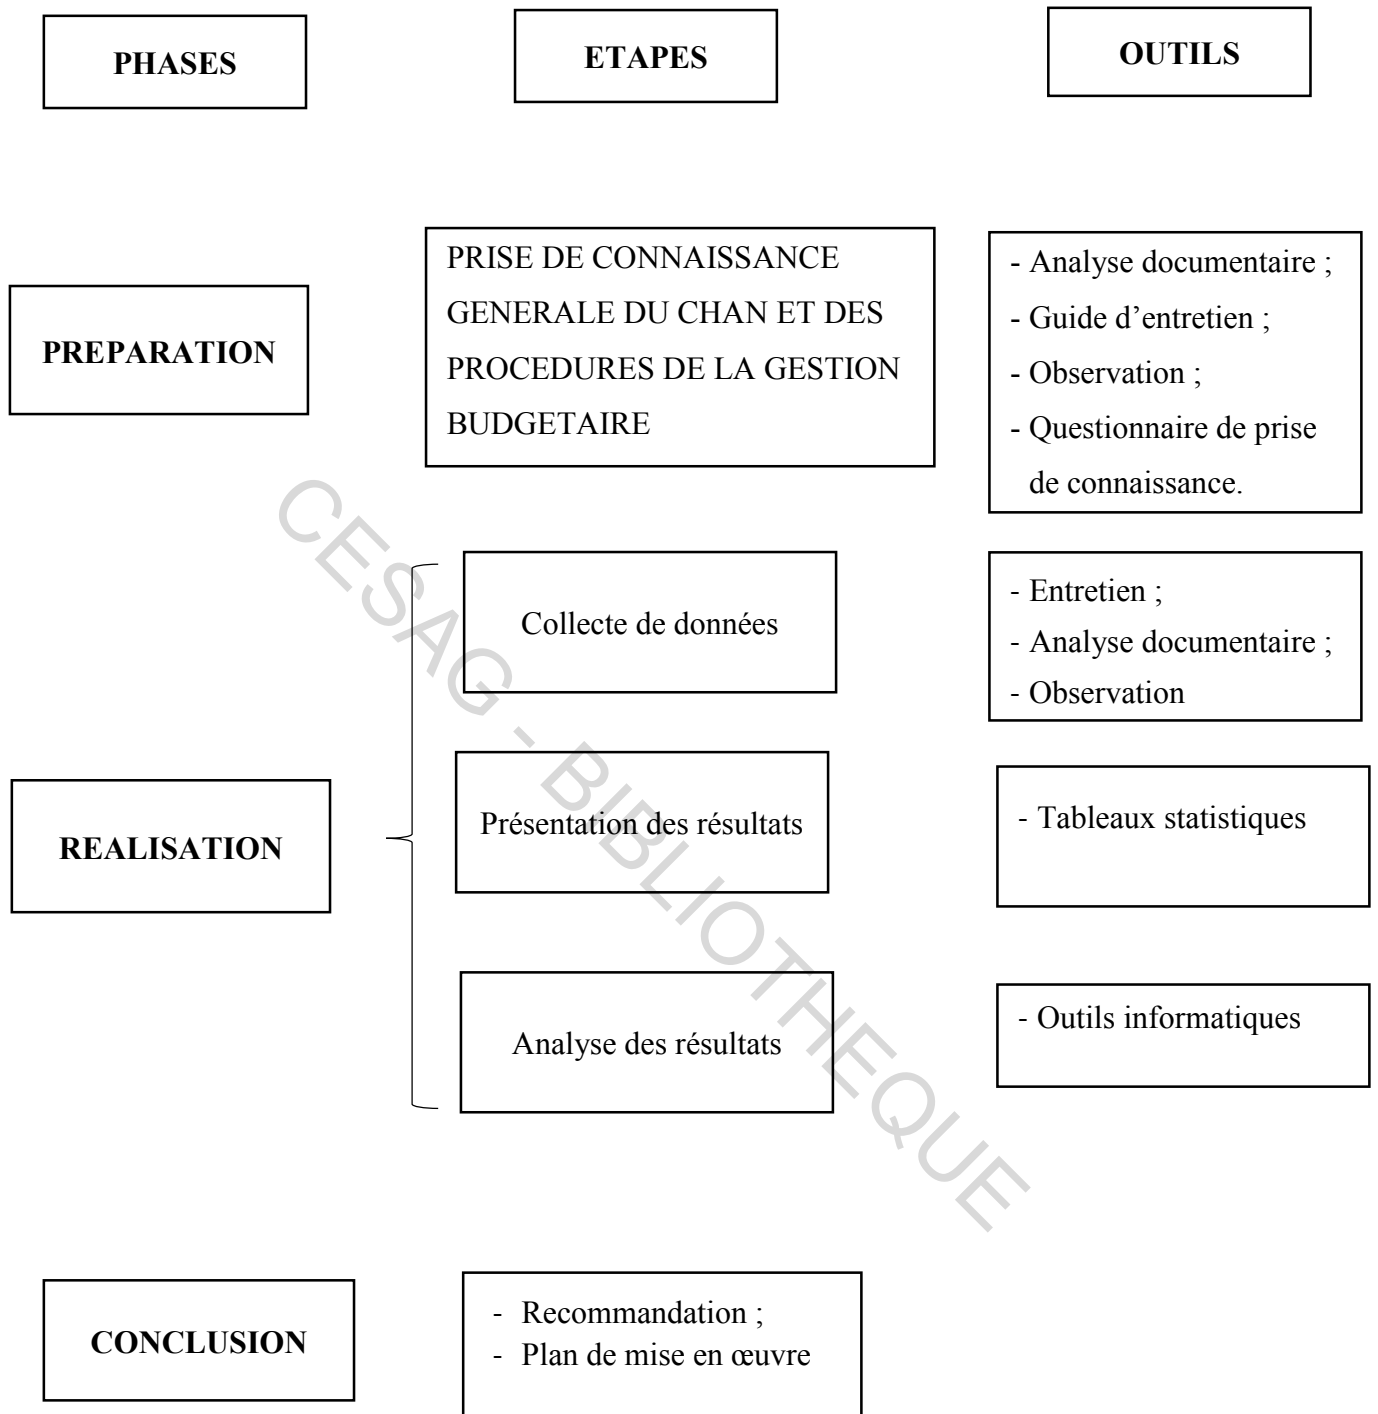 PHASES
ETAPES
OUTILS
PREPARATION
PRISE DE CONNAISSANCE
GENERALE DU CHAN ET DES
PROCEDURES DE LA GESTION
BUDGETAIRE
- Analyse documentaire ;
- Guide d’entretien ;
- Observation ;
- Questionnaire de prise
de connaissance.
REALISATION
Collecte de données
- Entretien ;
- Analyse documentaire ;
- Observation
Présentation des résultats
- Tableaux statistiques
Analyse des résultats
- Outils informatiques
CONCLUSION
- Recommandation ;
- Plan de mise en œuvre
CESAG - BIBLIOTHEQUE